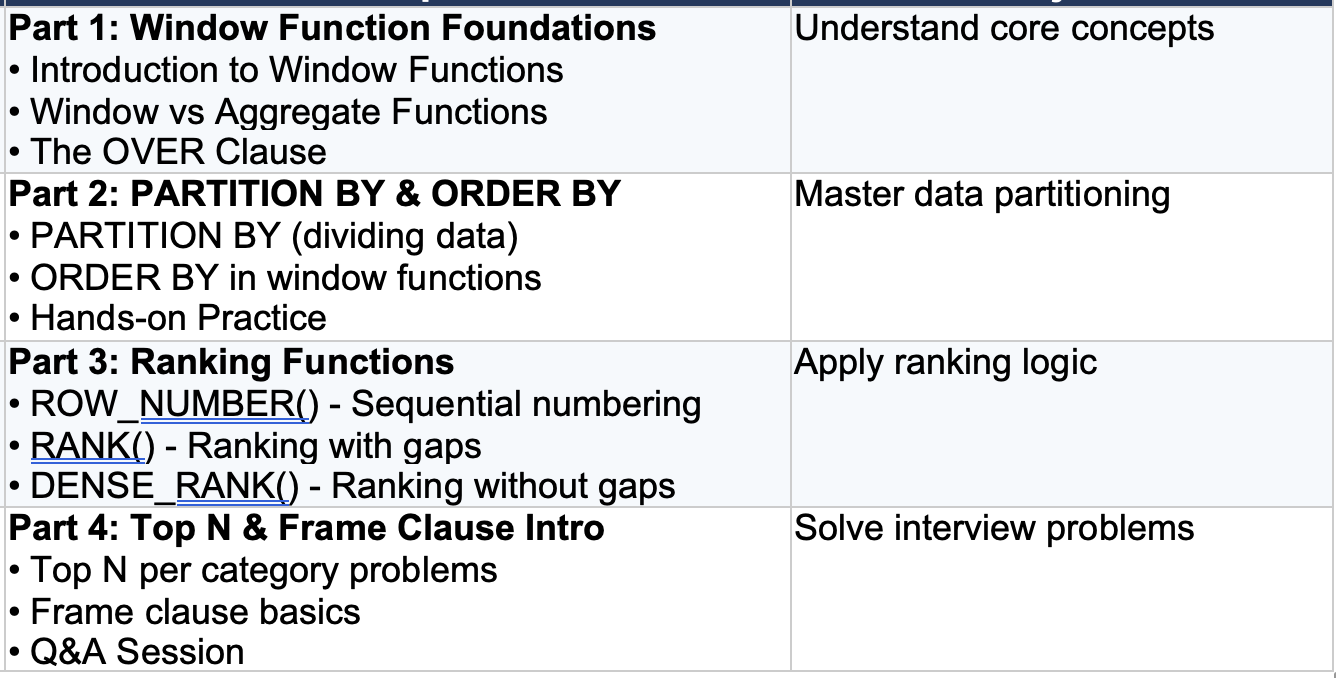 Part 1: Window Function Foundations
• Introduction to Window Functions
• Window vs Aggregate Functions
• The OVER Clause
Understand core concepts
Part 2: PARTITION BY & ORDER BY
• PARTITION BY (dividing data)
• ORDER BY in window functions
• Hands-on Practice
Master data partitioning
Part 3: Ranking Functions
• ROW_NUMBER() - Sequential numbering
• RANK() - Ranking with gaps
• DENSE_RANK() - Ranking without gaps
Apply ranking logic
Part 4: Top N & Frame Clause Intro
• Top N per category problems
• Frame clause basics
• Q&A Session
Solve interview problems